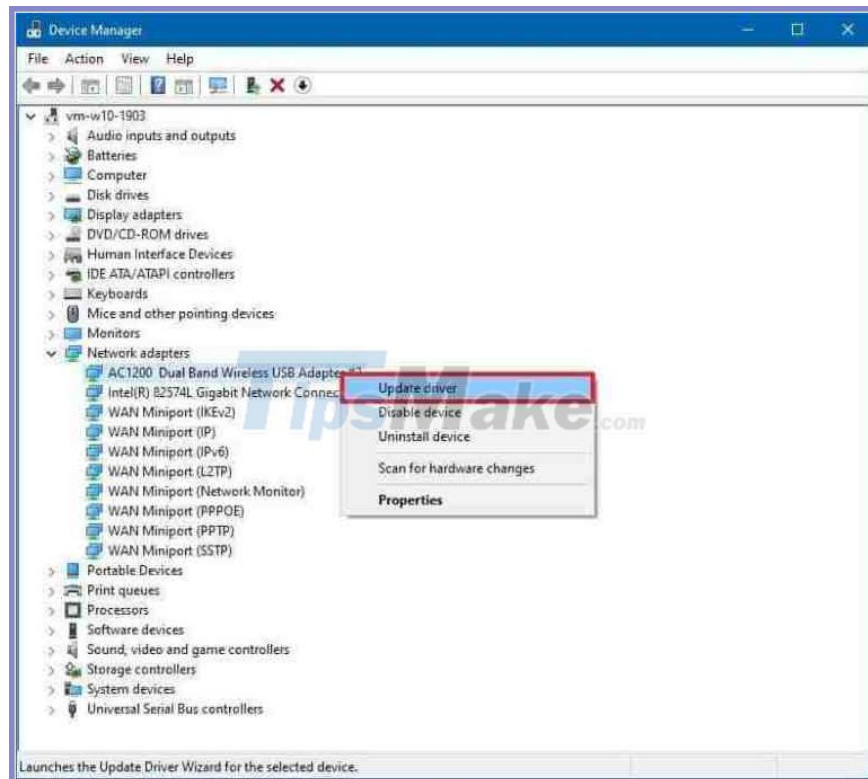 Device Manager
File Action View Help
vm-w10-1903
Audio inputs and outputs
Batteries
Computer
Disk drives
Display adapters
DVD/CD-ROM drives
Human Interface Devices
IDE ATA/ATAPI controllers
Keyboards
Mice and other pointing devices
Monitors
Network adapters
AC1200 Dual Band Wireless USB Adapter
Intel(R) 82574L Gigabit Network Connec
WAN Miniport (IKEv2)
WAN Miniport (IP)
WAN Miniport (IPv6)
WAN Miniport (L2TP)
WAN Miniport (Network Monitor)
WAN Miniport (PPPOE)
WAN Miniport (PPTP)
WAN Miniport (SSTP)
Portable Devices
Print queues
Processors
Software devices
Sound, video and game controllers
Storage controllers
System devices
Universal Serial Bus controllers
Update driver
Disable device
Uninstall device
Scan for hardware changes
Properties
TipsMake.com
Launches the Update Driver Wizard for the selected device.